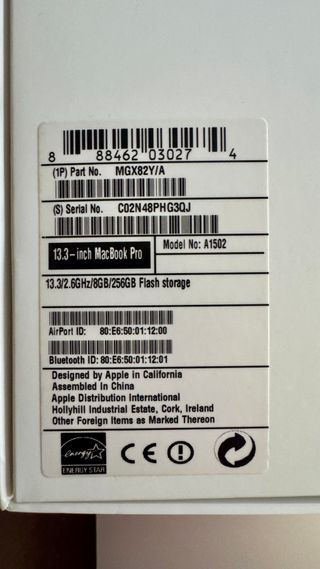 8 88462 03027 4
(1P) Part No. MGX82Y/A
(S) Serial No. C02N48PHG3QJ
13.3-inch MacBook Pro Model No: A1502
13.3/2.6GHz/8GB/256GB Flash storage
AirPort ID: 80:E6:50:01:12:00
Bluetooth ID: 80:E6:50:01:12:01
Designed by Apple in California
Assembled In China
Apple Distribution International
Hollyhill Industrial Estate, Cork, Ireland
Other Foreign Items as Marked Thereon
energy
ENERGY STAR
CE